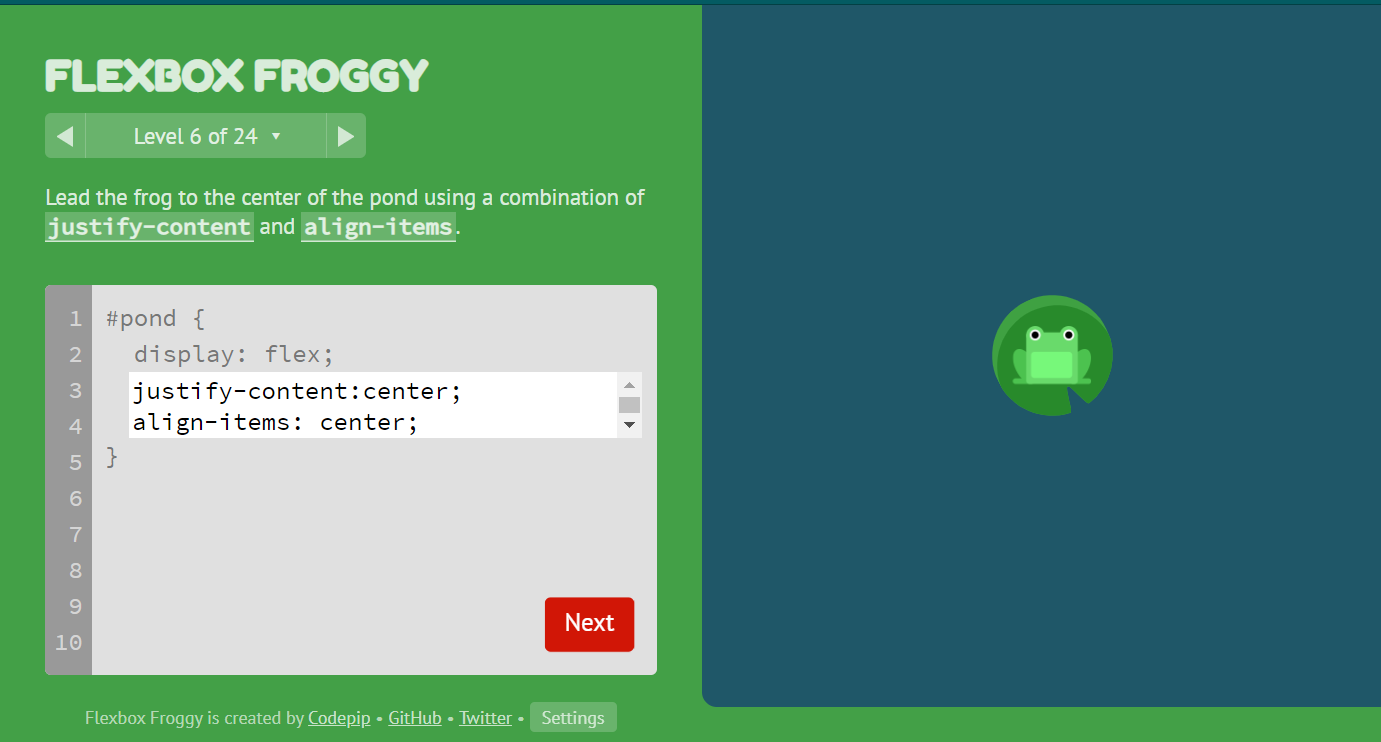 FLEXBOX FROGGY
Level 6 of 24
Lead the frog to the center of the pond using a combination of
justify-content and align-items.
1 #pond {
2 display: flex;
3 justify-content:center;
4 align-items: center;
5 }
6
7
8
9
10
Next
Flexbox Froggy is created by Codepip • GitHub • Twitter • Settings